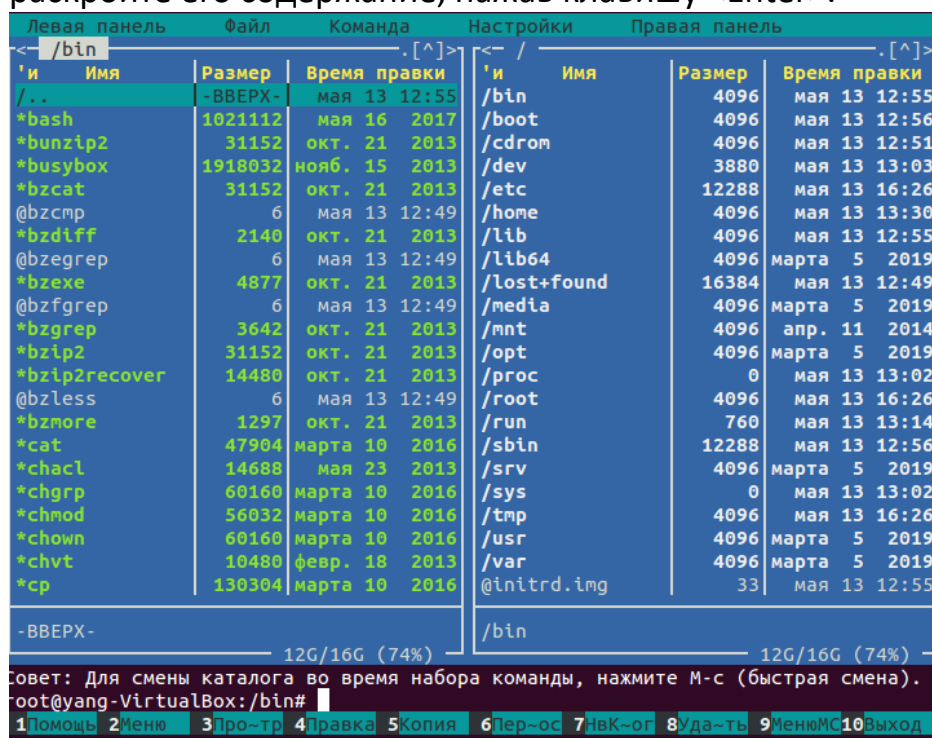 раскройте его содержание, нажав клавишу <Enter>.
Левая панель Файл Команда Настройки Правая панель
<— /bin .[^]> <— / .[^]>
'и Имя Размер Время правки 'и Имя Размер Время правки
/.. -ВВЕРХ- мая 13 12:55 /bin 4096 мая 13 12:55
*bash 1021112 мая 16 2017 /boot 4096 мая 13 12:56
*bunzip2 31152 окт. 21 2013 /cdrom 4096 мая 13 12:51
*busybox 1918032 нояб. 15 2013 /dev 3880 мая 13 13:03
*bzcat 31152 окт. 21 2013 /etc 12288 мая 13 16:26
@bzcmp 6 мая 13 12:49 /home 4096 мая 13 13:30
*bzdiff 2140 окт. 21 2013 /lib 4096 мая 13 12:55
@bzegrep 6 мая 13 12:49 /lib64 4096 марта 5 2019
*bzexe 4877 окт. 21 2013 /lost+found 16384 мая 13 12:49
@bzfgrep 6 мая 13 12:49 /media 4096 марта 5 2019
*bzgrep 3642 окт. 21 2013 /mnt 4096 апр. 11 2014
*bzip2 31152 окт. 21 2013 /opt 4096 марта 5 2019
*bzip2recover 14480 окт. 21 2013 /proc 0 мая 13 13:02
@bzless 6 мая 13 12:49 /root 4096 мая 13 16:26
*bzmore 1297 окт. 21 2013 /run 760 мая 13 13:14
*cat 47904 марта 10 2016 /sbin 12288 мая 13 12:56
*chacl 14688 мая 23 2013 /srv 4096 марта 5 2019
*chgrp 60160 марта 10 2016 /sys 0 мая 13 13:02
*chmod 56032 марта 10 2016 /tmp 4096 мая 13 16:26
*chown 60160 марта 10 2016 /usr 4096 марта 5 2019
*chvt 10480 февр. 18 2013 /var 4096 марта 5 2019
*cp 130304 марта 10 2016 @initrd.img 33 мая 13 12:55
-ВВЕРХ- /bin
12G/16G (74%) 12G/16G (74%)
Совет: Для смены каталога во время набора команды, нажмите M-c (быстрая смена).
root@yang-VirtualBox:/bin#
1Помощь 2Меню 3Про~тр 4Правка 5Копия 6Пер~ос 7НвК~ог 8Уда~ть 9МенюMC 10Выход